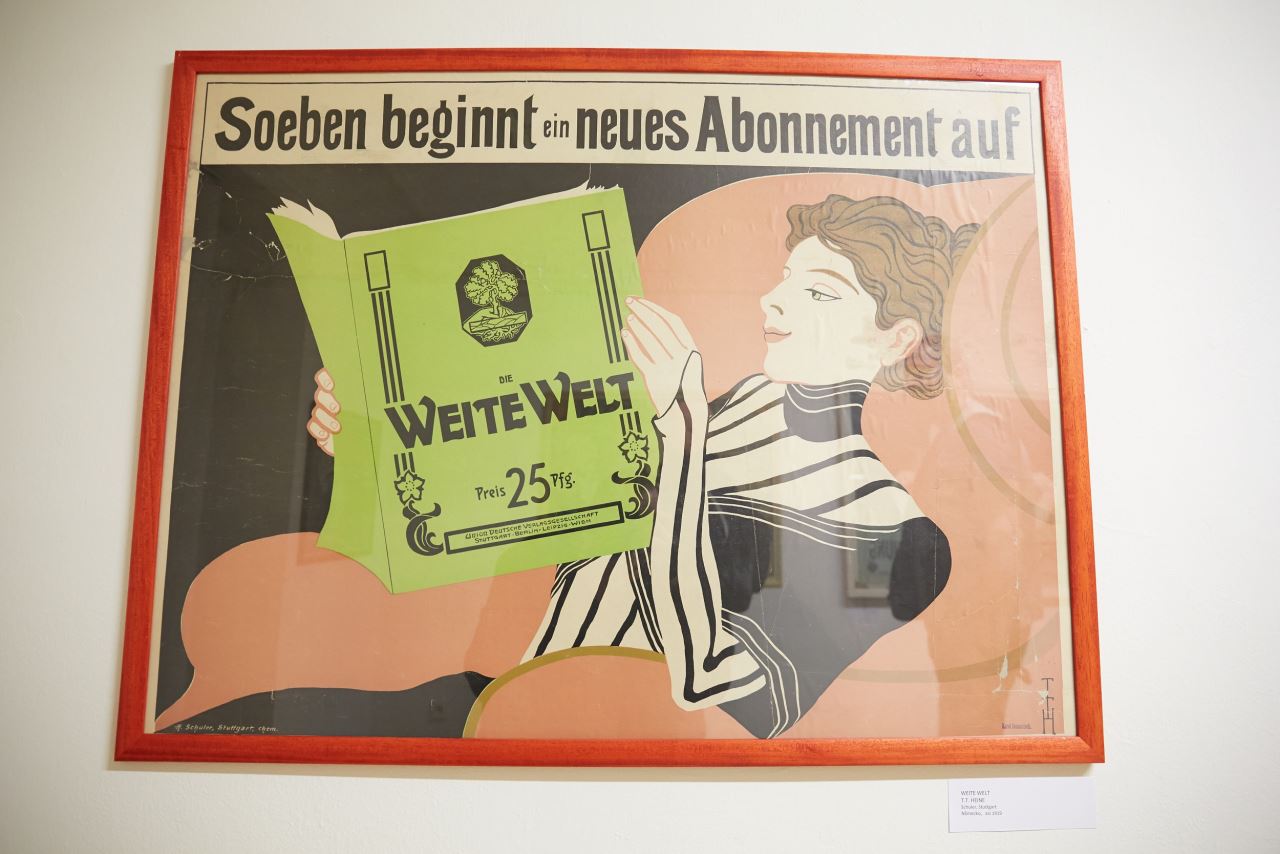 Soeben beginnt ein neues Abonnement auf
DIE
WEITE WELT
Preis 25 Pfg.
UNION DEUTSCHE VERLAGSGESELLSCHAFT
STUTTGART·BERLIN·LEIPZIG·WIEN
Schuler, Stuttgart, chem.
T
T
H
WEITE WELT
T.T. HEINE
Schuler, Stuttgart
Německo,